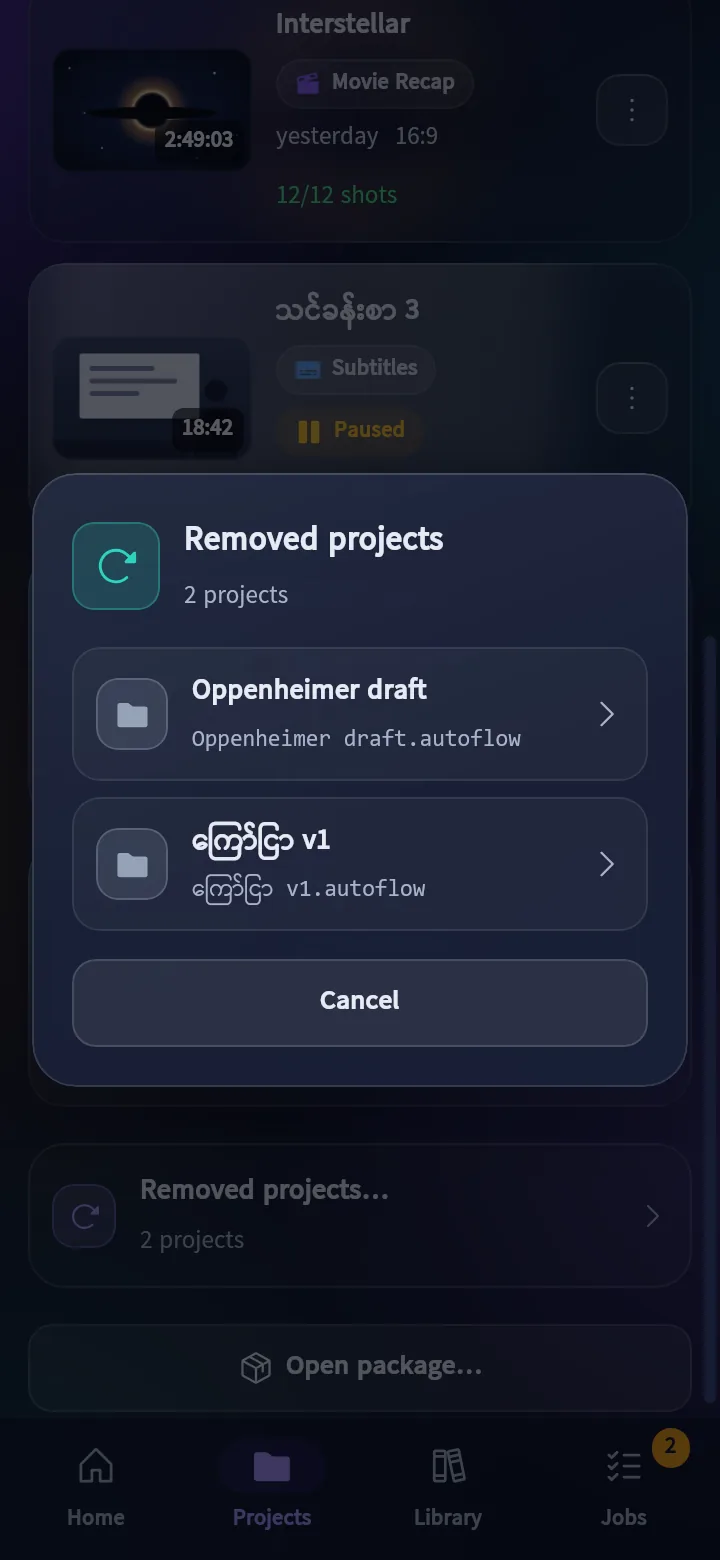 Interstellar
Movie Recap
2:49:03
yesterday 16:9
12/12 shots
သင်ခန်းစာ 3
Subtitles
18:42
Paused
Removed projects
2 projects
Oppenheimer draft
Oppenheimer draft.autoflow
ကြော်ငြာ v1
ကြော်ငြာ v1.autoflow
Cancel
Removed projects…
2 projects
Open package…
2
Home
Projects
Library
Jobs